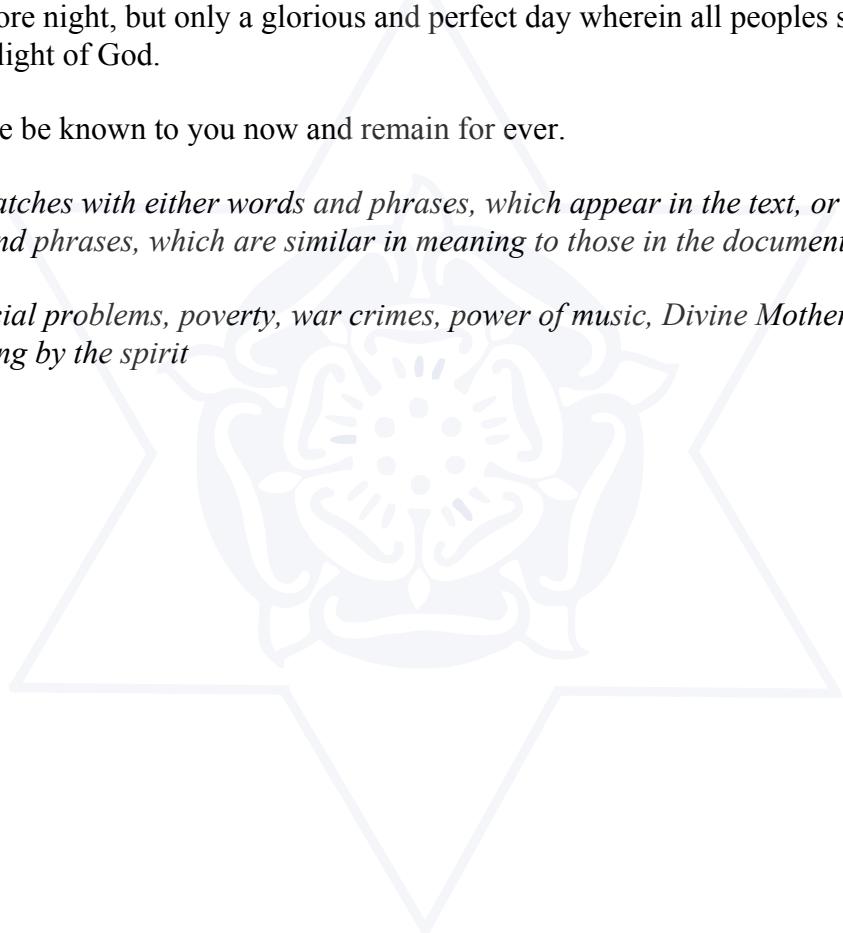 ore night, but only a glorious and perfect day wherein all peoples s
light of God.
e be known to you now and remain for ever.
atches with either words and phrases, which appear in the text, or
nd phrases, which are similar in meaning to those in the document
cial problems, poverty, war crimes, power of music, Divine Mother
ng by the spirit